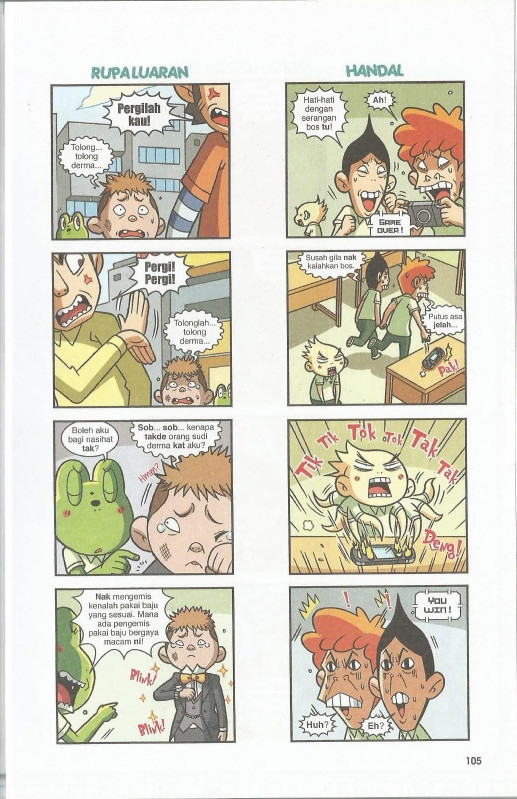 RUPA LUARAN
Pergilah
kau!
Tolong...
tolong
derma...
Pergi!
Pergi!
Tolonglah...
tolong
derma...
Boleh aku
bagi nasihat
tak?
Sob... sob... kenapa
takde orang sudi
derma kat aku?
Hmm?
Nak mengemis
kenalah pakai baju
yang sesuai. Mana
ada pengemis
pakai baju bergaya
macam ni!
Blink!
Blink!
HANDAL
Hati-hati
dengan
serangan
bos tu!
Ah!
GAME
OVER!
Susah gila nak
kalahkan bos.
Putus asa
jelah...
Pak!
Tik Tik Tok Tok Tak Tak
Deng!
YOU
WIN!
Huh?
Eh?
105